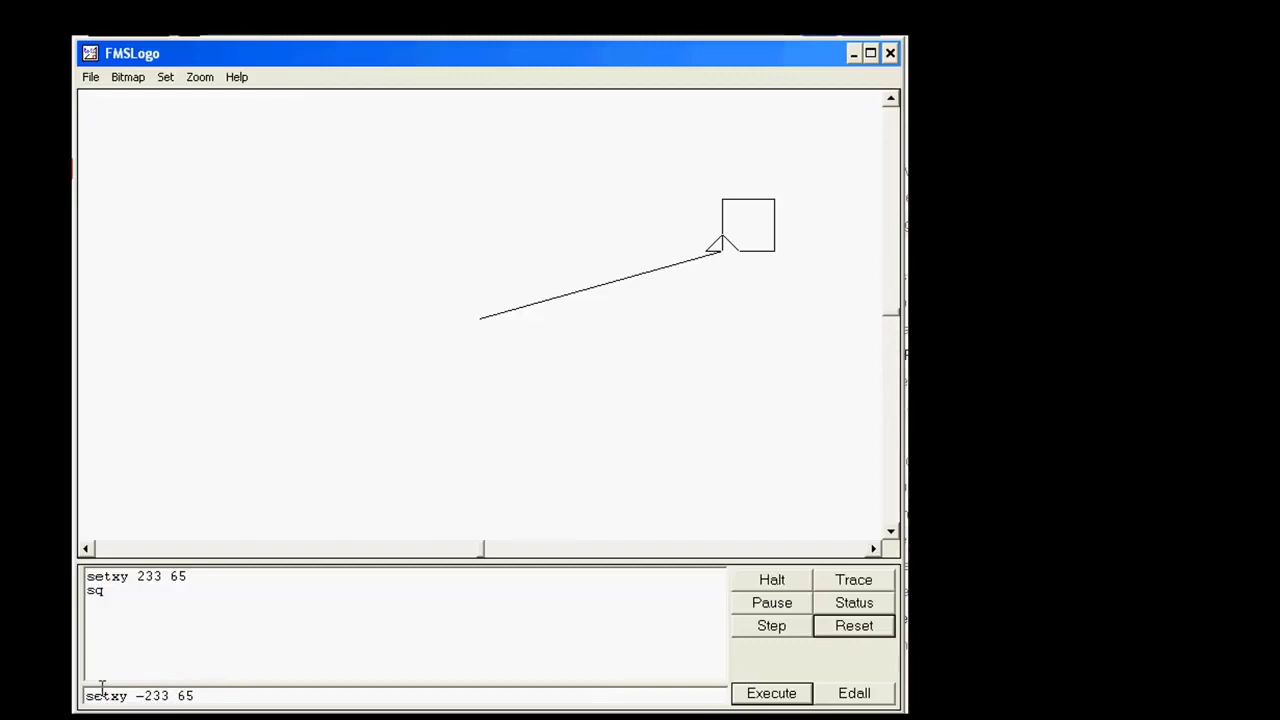 FMSLogo
File Bitmap Set Zoom Help
setxy 233 65
sq
Halt Trace
Pause Status
Step Reset
setxy -233 65
Execute Edall